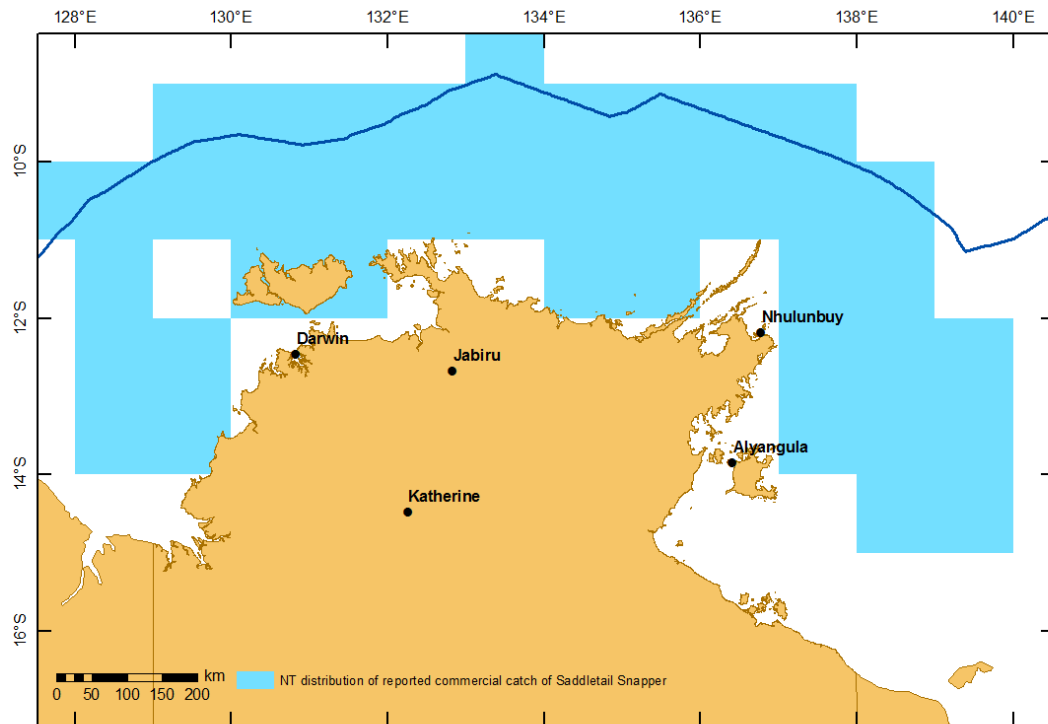 128°E 130°E 132°E 134°E 136°E 138°E 140°E
10°S
12°S
14°S
16°S
Nhulunbuy
Darwin
Jabiru
Alyangula
Katherine
km
0 50 100 150 200
NT distribution of reported commercial catch of Saddletail Snapper